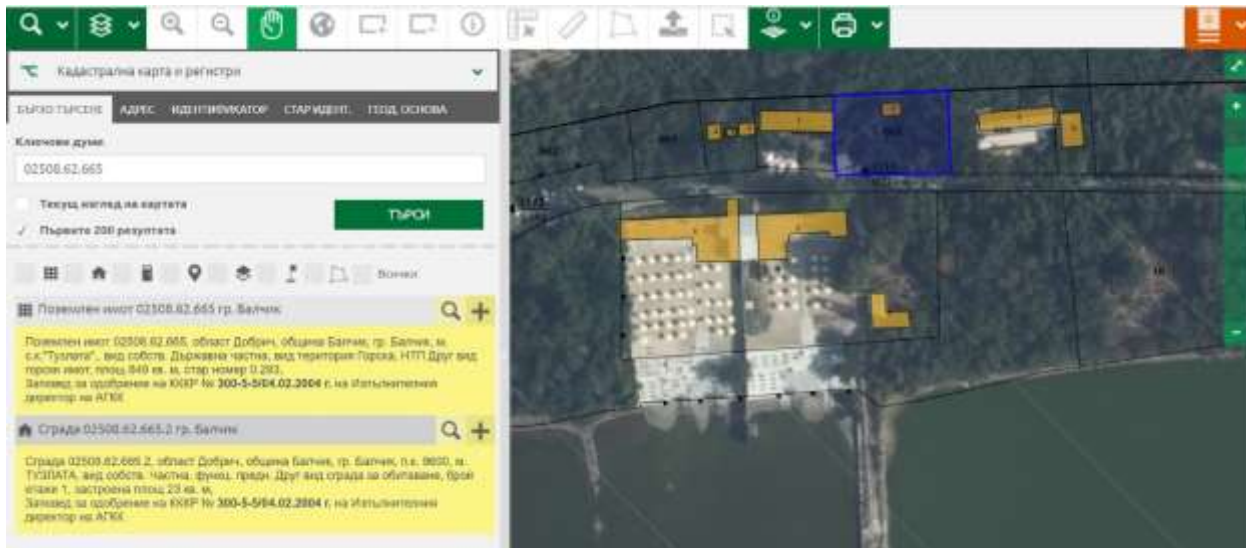 Кадастрална карта и регистри
БЪРЗО ТЪРСЕНЕ АДРЕС ИДЕНТИФИКАТОР СТАР ИДЕНТ. ГЕОД. ОСНОВА
Ключови думи
02508.62.665
Текущ изглед на картата
Първите 200 резултата
ТЪРСИ
Всички
Поземлен имот 02508.62.665 гр. Балчик
Поземлен имот 02508.62.665, област Добрич, община Балчик, гр. Балчик, м.
с.к."Тузлата", вид собств. Държавна частна, вид територия Горска, НТП Друг вид
горски имот, площ 849 кв. м, стар номер 0.283,
Заповед за одобрение на КККР № 300-5-5/04.02.2004 г. на Изпълнителния
директор на АГКК
Сграда 02508.62.665.2 гр. Балчик
Сграда 02508.62.665.2, област Добрич, община Балчик, гр. Балчик, п.к. 9600, м.
ТУЗЛАТА, вид собств. Частна, функц. предн. Друг вид сграда за обитаване, брой
етажи 1, застроена площ 23 кв. м,
Заповед за одобрение на КККР № 300-5-5/04.02.2004 г. на Изпълнителния
директор на АГКК